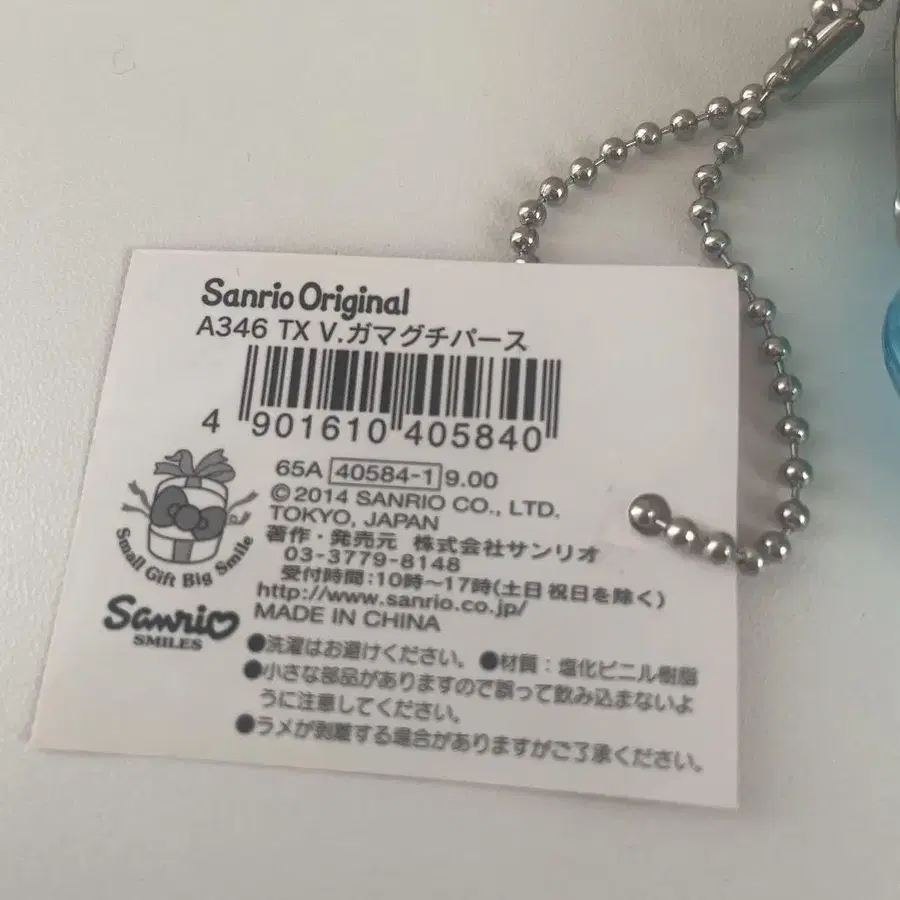 Sanrio Original
A346 TX V.ガマグチパース
4 901610 405840
65A 40584-1 9.00
©2014 SANRIO CO., LTD.
TOKYO, JAPAN
著作・発売元 株式会社サンリオ
03-3779-8148
受付時間:10時～17時(土日祝日を除く)
http://www.sanrio.co.jp/
MADE IN CHINA
Small Gift Big Smile
Sanrio
SMILES
●洗濯はお避けください。 ●材質：塩化ビニル樹脂
●小さな部品がありますので誤って飲み込まないよ
うに注意してください。
●ラメが剥離する場合がありますがご了承ください。